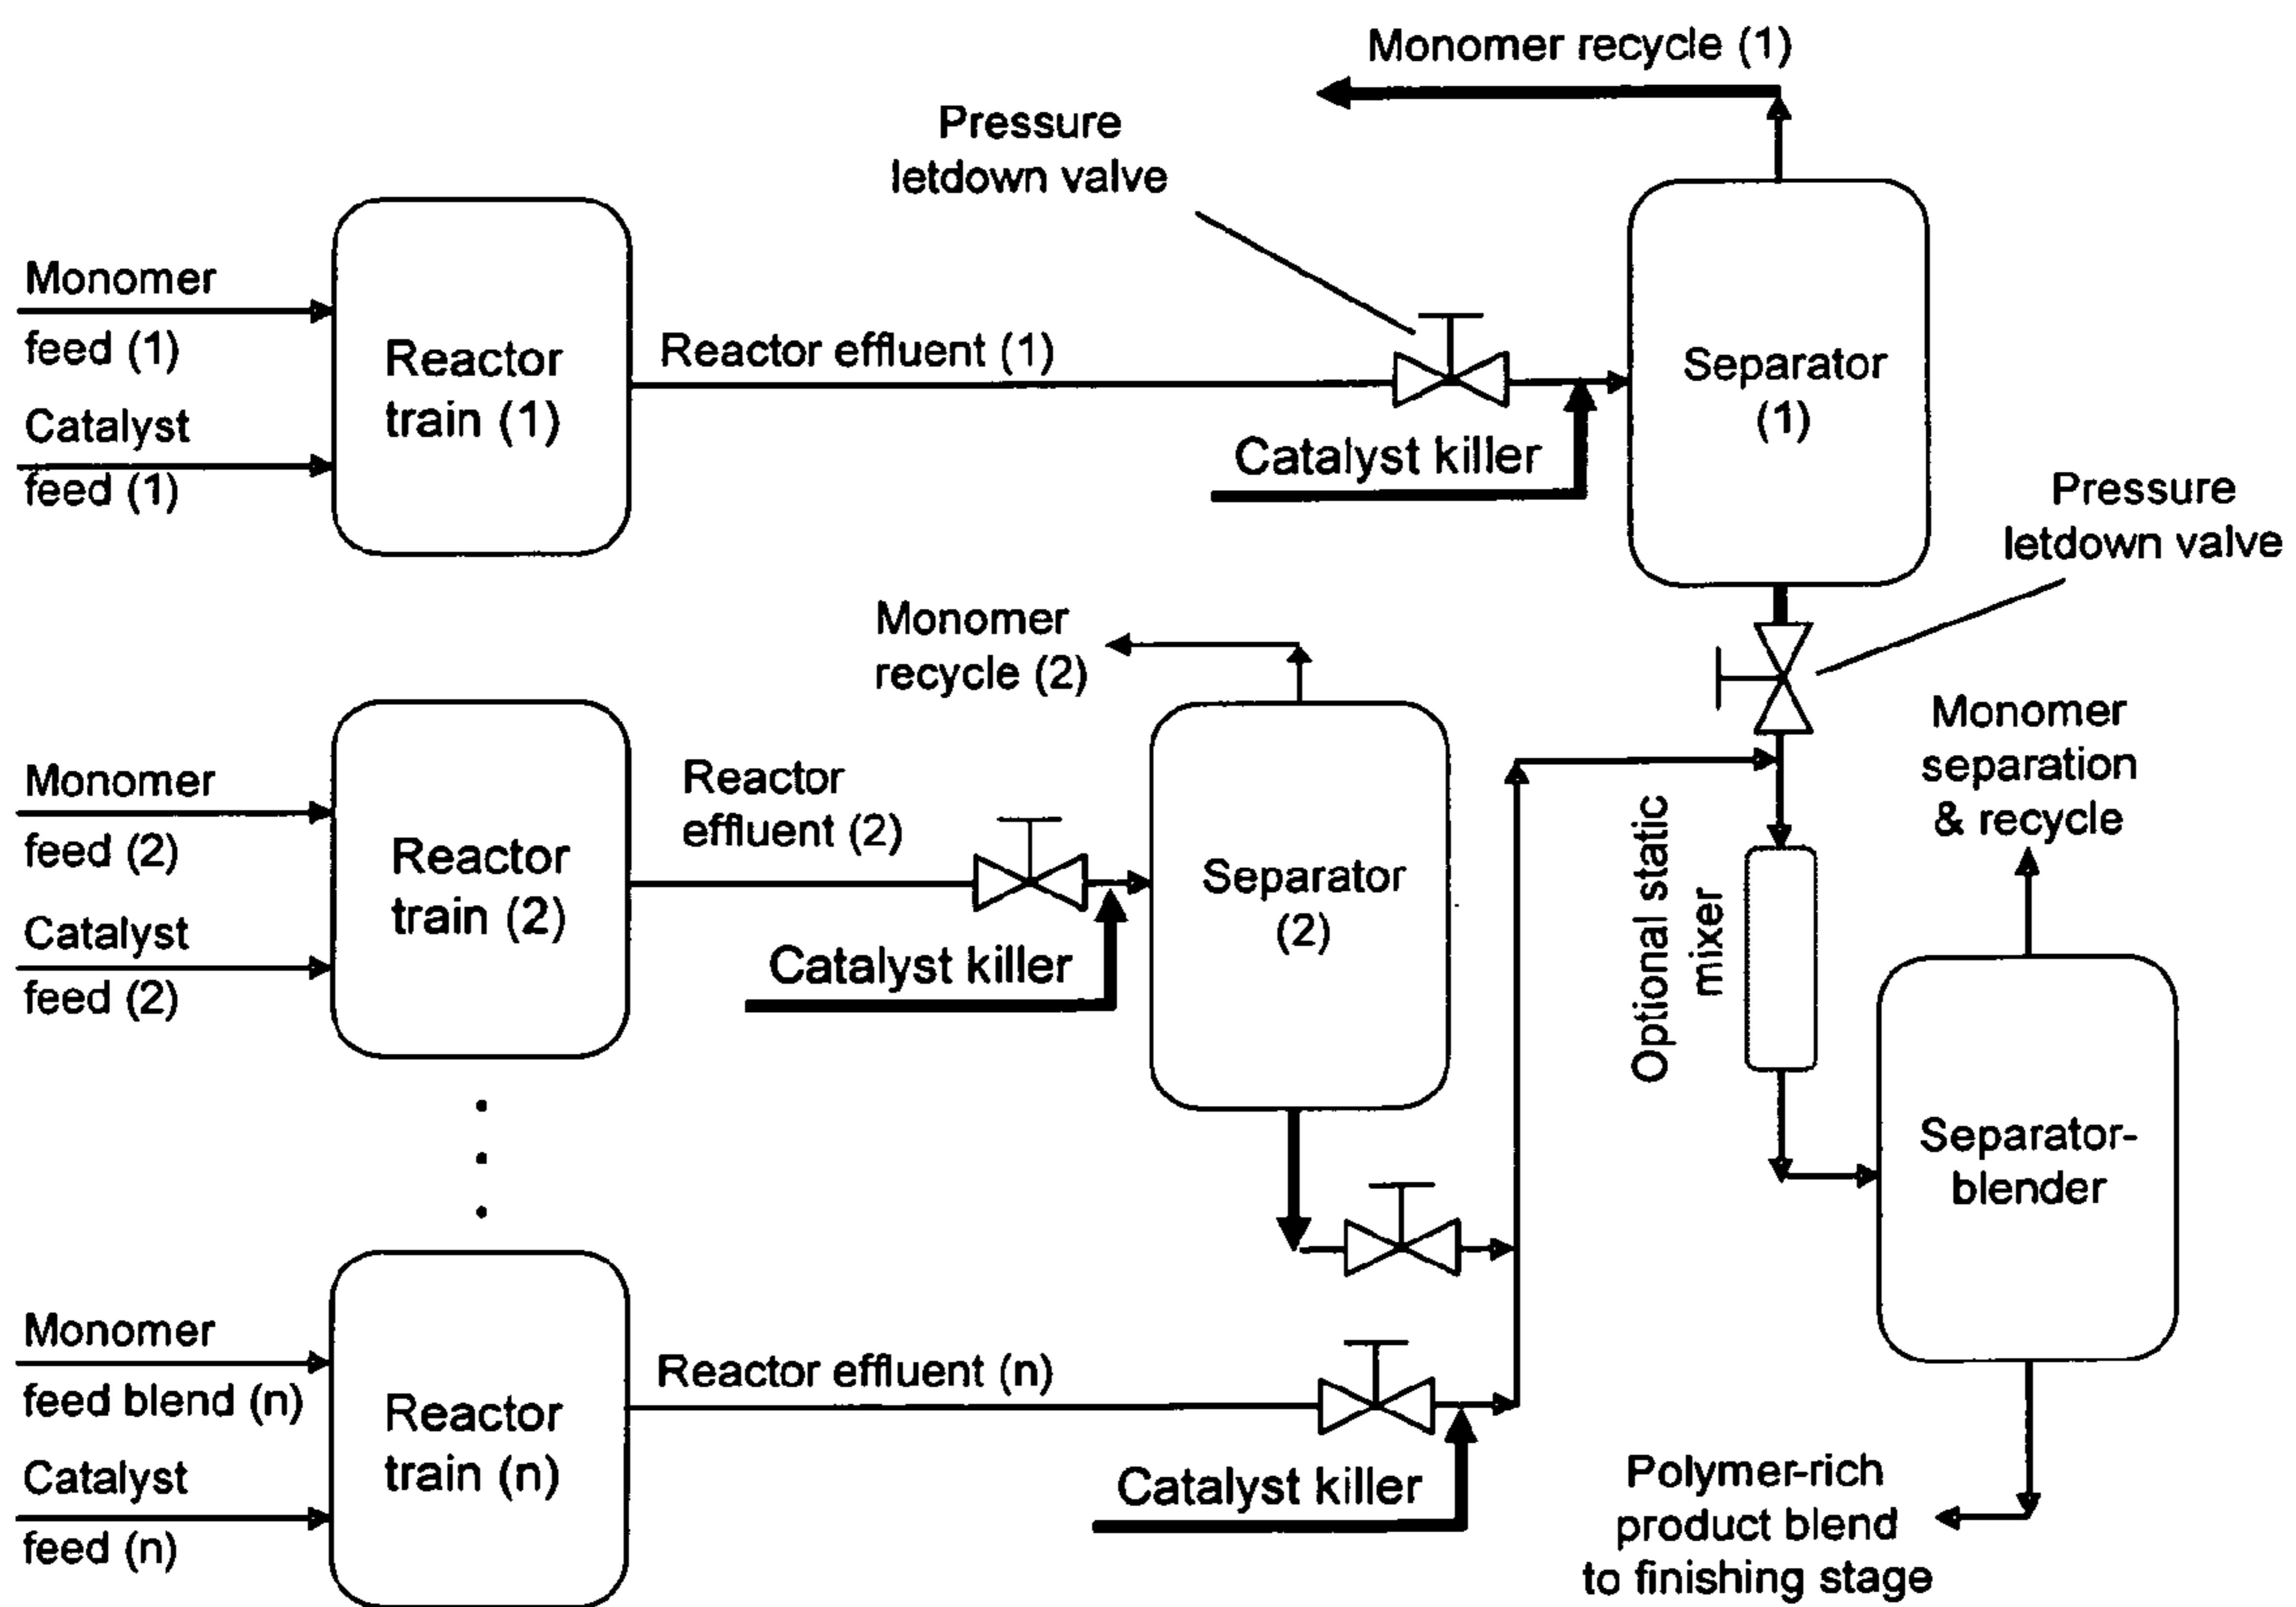 Monomer recycle (1)
Pressure
letdown valve
Monomer
feed (1)
Catalyst
feed (1)
Reactor
train (1)
Reactor effluent (1)
Catalyst killer
Separator
(1)
Pressure
letdown valve
Monomer
recycle (2)
Monomer
feed (2)
Catalyst
feed (2)
Reactor
train (2)
Reactor
effluent (2)
Catalyst killer
Separator
(2)
Optional static
mixer
Monomer
separation
& recycle
Separator-
blender
Monomer
feed blend (n)
Catalyst
feed (n)
Reactor
train (n)
Reactor effluent (n)
Catalyst killer
Polymer-rich
product blend
to finishing stage